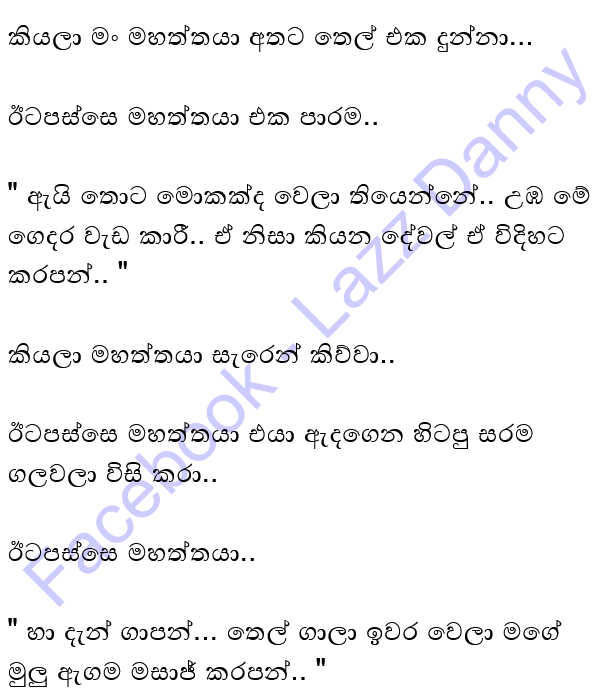 කියලා මං මහත්තයා අතට තෙල් එක දුන්නා...
ඊටපස්සෙ මහත්තයා එක පාරම..
" ඇයි තොට මොකක්ද වෙලා තියෙන්නේ.. උඹ මේ
ගෙදර වැඩ කාරී.. ඒ නිසා කියන දේවල් ඒ විදිහට
කරපන්.. "
කියලා මහත්තයා සැරෙන් කිව්වා..
ඊටපස්සෙ මහත්තයා එයා ඇදගෙන හිටපු සරම
ගලවලා විසි කරා..
ඊටපස්සෙ මහත්තයා..
" හා දැන් ගාපන්... තෙල් ගාලා ඉවර වෙලා මගේ
මුලු ඇගම මසාජ් කරපන්.. "
Facebook - Lazz Danny